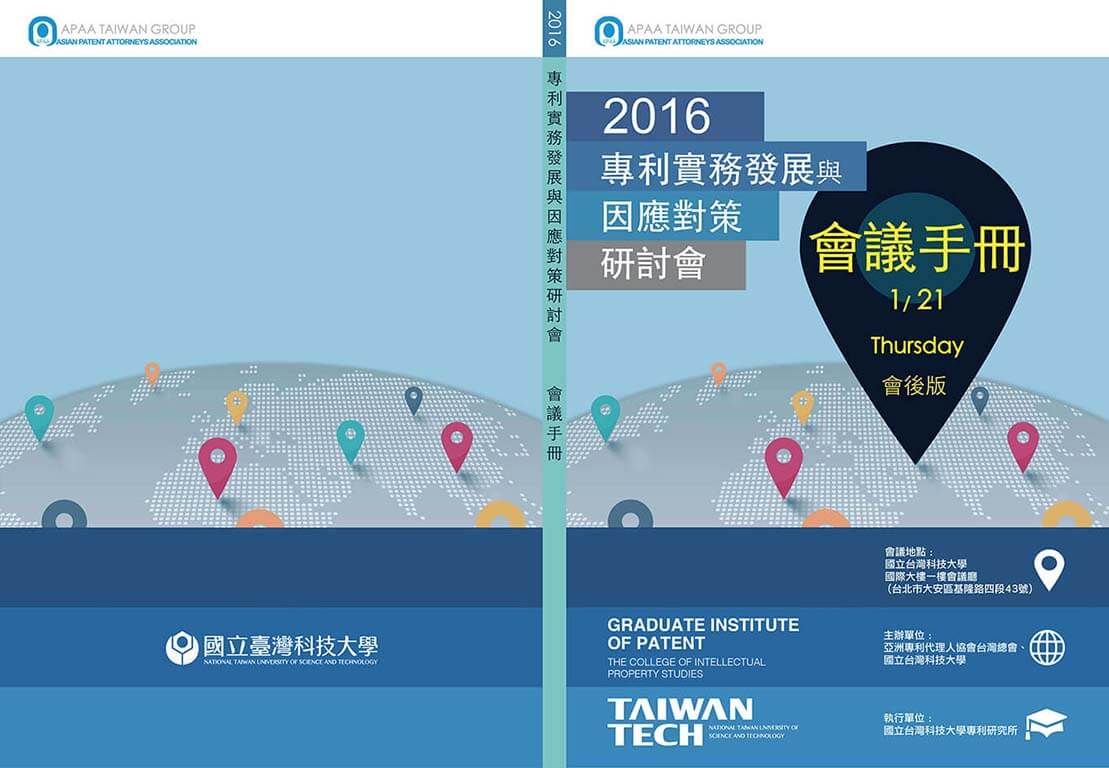 APAA TAIWAN GROUP
APAA
ASIAN PATENT ATTORNEYS ASSOCIATION
國立臺灣科技大學
NATIONAL TAIWAN UNIVERSITY OF SCIENCE AND TECHNOLOGY
2016
專利實務發展與因應對策研討會
會議手冊
APAA TAIWAN GROUP
APAA
ASIAN PATENT ATTORNEYS ASSOCIATION
2016
專利實務發展與
因應對策
研討會
會議手冊
1/21
Thursday
會後版
會議地點：
國立台灣科技大學
國際大樓一樓會議廳
（台北市大安區基隆路四段43號）
GRADUATE INSTITUTE
OF PATENT
THE COLLEGE OF INTELLECTUAL
PROPERTY STUDIES
主辦單位：
亞洲專利代理人協會台灣總會、
國立台灣科技大學
TAIWAN
TECH
NATIONAL TAIWAN UNIVERSITY OF
SCIENCE AND TECHNOLOGY
執行單位：
國立台灣科技大學專利研究所